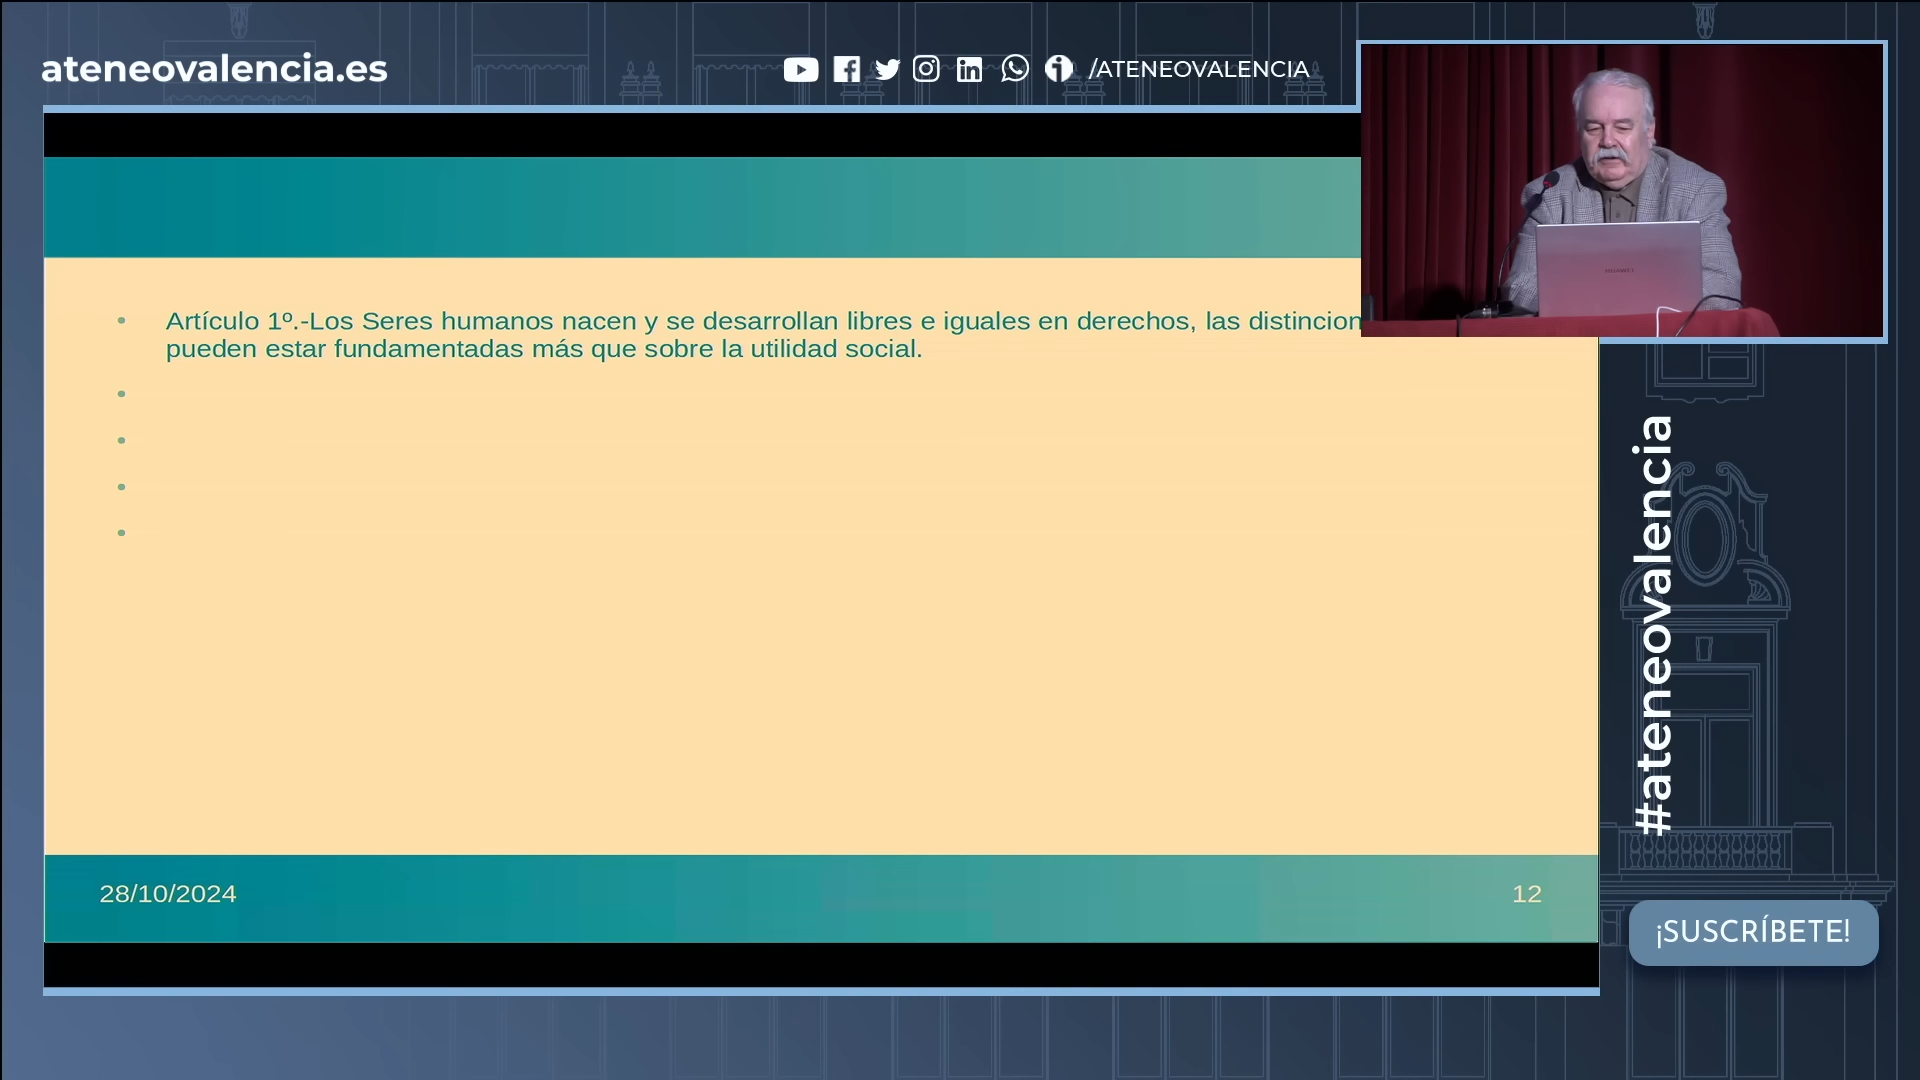 ateneovalencia.es
/ATENEOVALENCIA
Artículo 1º.-Los Seres humanos nacen y se desarrollan libres e iguales en derechos, las distincion
pueden estar fundamentadas más que sobre la utilidad social.
#ateneovalencia
28/10/2024
12
¡SUSCRÍBETE!